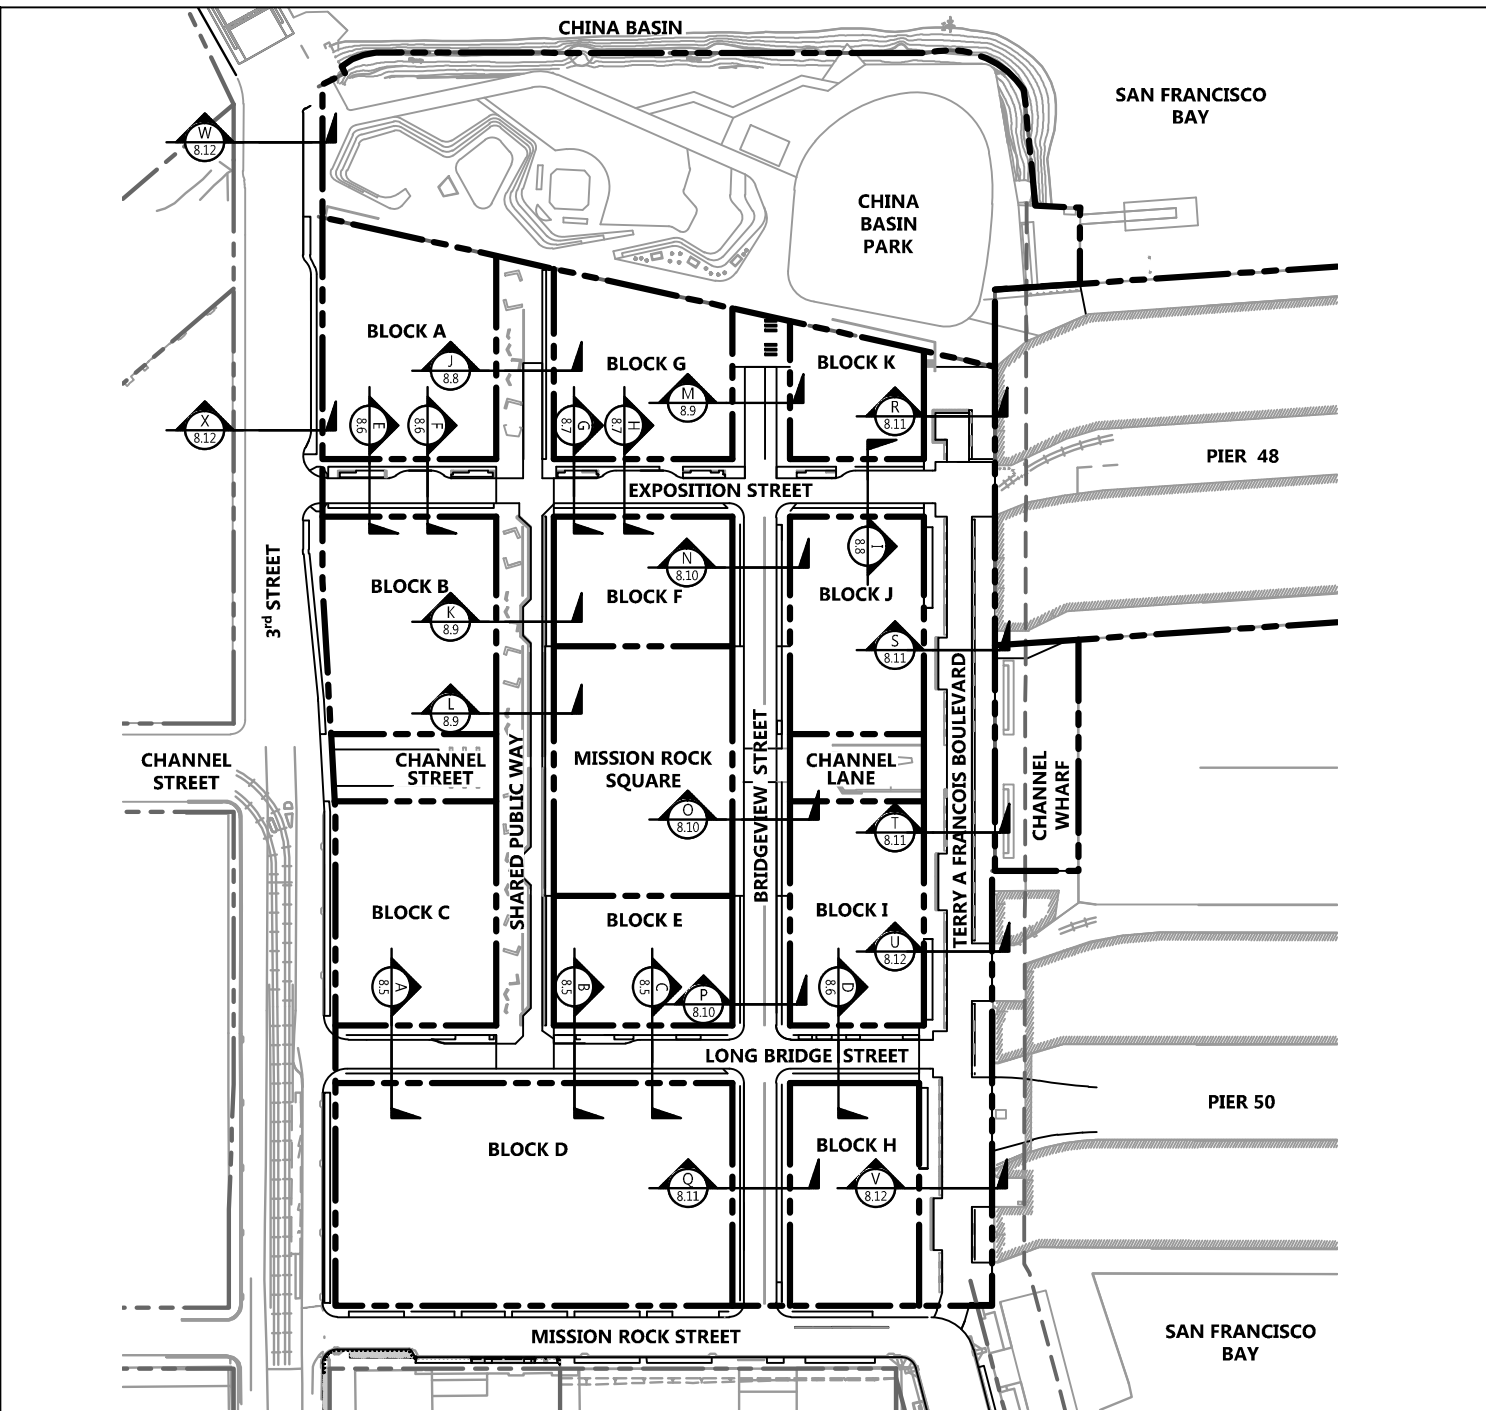 CHINA BASIN
SAN FRANCISCO
BAY
W
8.12
CHINA
BASIN
PARK
BLOCK A
J
8.8
BLOCK G
M
8.9
BLOCK K
R
8.11
X
8.12
E
8.6
F
8.6
G
8.7
H
8.7
PIER 48
EXPOSITION STREET
3rd STREET
BLOCK B
K
8.9
BLOCK F
N
8.10
I
8.8
BLOCK J
S
8.11
L
8.9
CHANNEL
STREET
CHANNEL
STREET
SHARED PUBLIC WAY
MISSION ROCK
SQUARE
BRIDGEVIEW STREET
CHANNEL
LANE
TERRY A FRANCOIS BOULEVARD
CHANNEL
WHARF
O
8.10
T
8.11
BLOCK C
BLOCK E
BLOCK I
U
8.12
A
8.5
B
8.5
C
8.5
P
8.10
D
8.6
LONG BRIDGE STREET
PIER 50
BLOCK D
BLOCK H
Q
8.11
V
8.12
MISSION ROCK STREET
SAN FRANCISCO
BAY